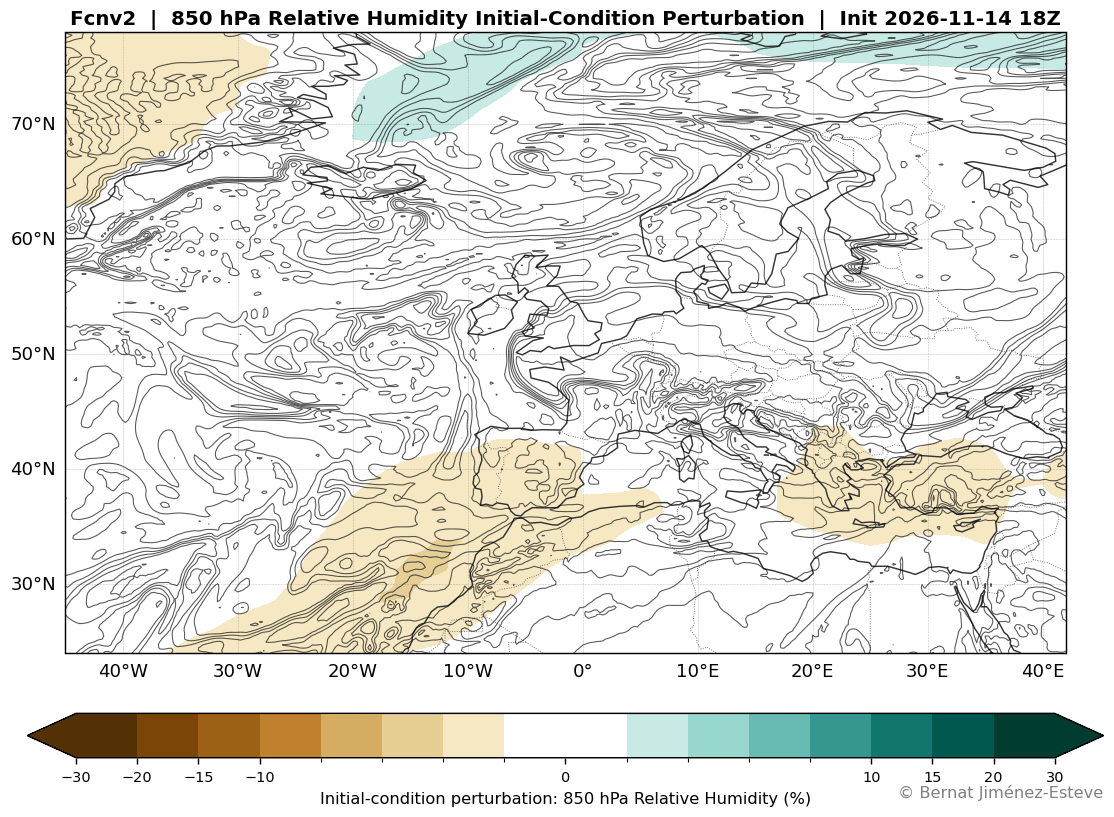 Fcnv2 | 850 hPa Relative Humidity Initial-Condition Perturbation | Init 2026-11-14 18Z
70°N
60°N
50°N
40°N
30°N
40°W 30°W 20°W 10°W 0° 10°E 20°E 30°E 40°E
−30 −20 −15 −10 0 10 15 20 30
Initial-condition perturbation: 850 hPa Relative Humidity (%)
© Bernat Jiménez-Esteve